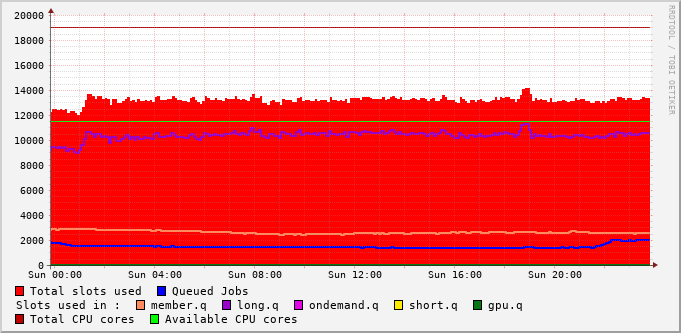 RRDTOOL / TOBI OETIKER
20000
18000
16000
14000
12000
10000
8000
6000
4000
2000
0
Sun 00:00 Sun 04:00 Sun 08:00 Sun 12:00 Sun 16:00 Sun 20:00
Total slots used Queued Jobs
Slots used in : member.q long.q ondemand.q short.q gpu.q
Total CPU cores Available CPU cores